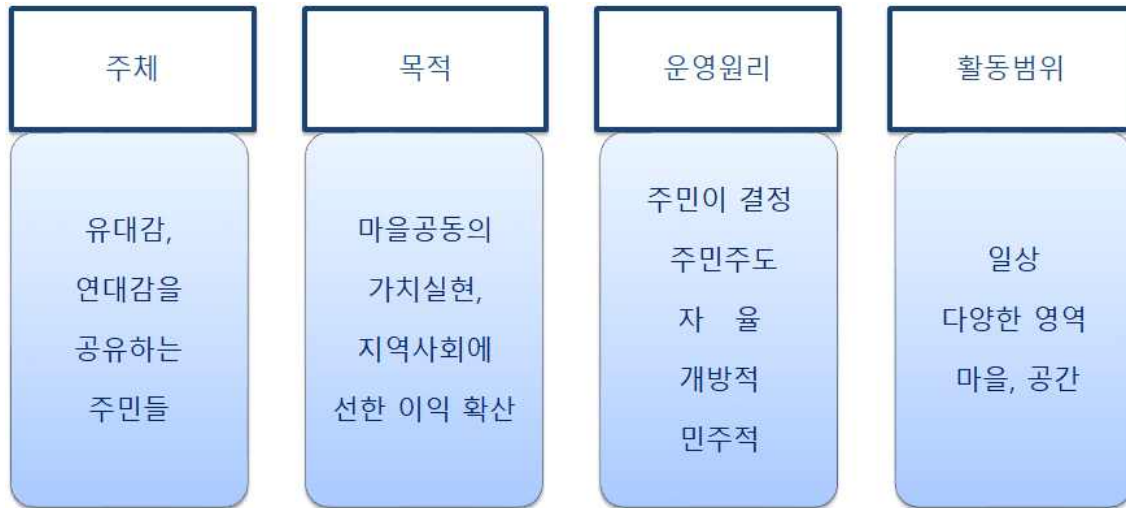 주체
유대감,
연대감을
공유하는
주민들
목적
마을공동의
가치실현,
지역사회에
선한 이익 확산
운영원리
주민이 결정
주민주도
자 율
개방적
민주적
활동범위
일상
다양한 영역
마을, 공간